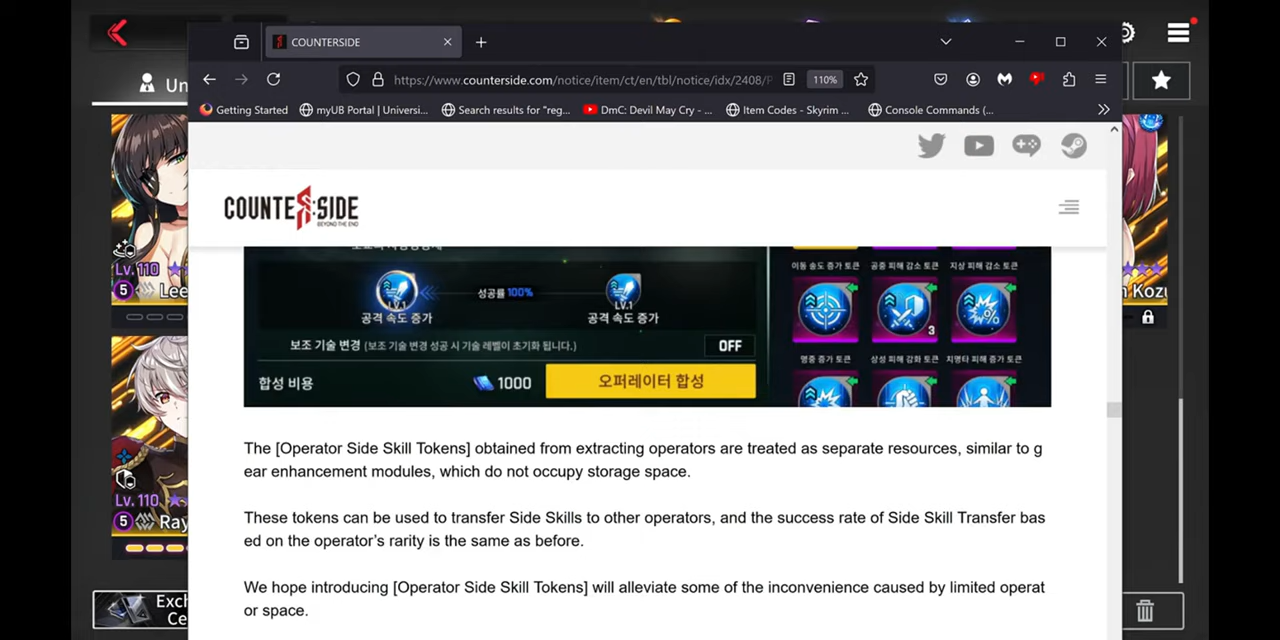 COUNTERSIDE
Un
https://www.counterside.com/notice/item/ct/en/tbl/notice/idx/2408/
110%
Getting Started
myUB Portal | Universi...
Search results for "reg...
DmC: Devil May Cry - ...
Item Codes - Skyrim ...
Console Commands (...
COUNTERSIDE
BEYOND THE END
Lv.110
5
Lee
LV.1
공격 속도 증가
성공률 100%
LV.1
공격 속도 증가
보조 기술 변경 (보조 기술 변경 성공 시 기술 레벨이 초기화 됩니다.)
OFF
합성 비용
1000
오퍼레이터 합성
이동 속도 증가 토큰
공중 피해 감소 토큰
지상 피해 감소 토큰
3
명중 증가 토큰
상성 피해 강화 토큰
치명타 피해 증가 토큰
Kozu
Lv.110
5
Ray
The [Operator Side Skill Tokens] obtained from extracting operators are treated as separate resources, similar to g
ear enhancement modules, which do not occupy storage space.
These tokens can be used to transfer Side Skills to other operators, and the success rate of Side Skill Transfer bas
ed on the operator's rarity is the same as before.
We hope introducing [Operator Side Skill Tokens] will alleviate some of the inconvenience caused by limited operat
or space.
Exc
Ce